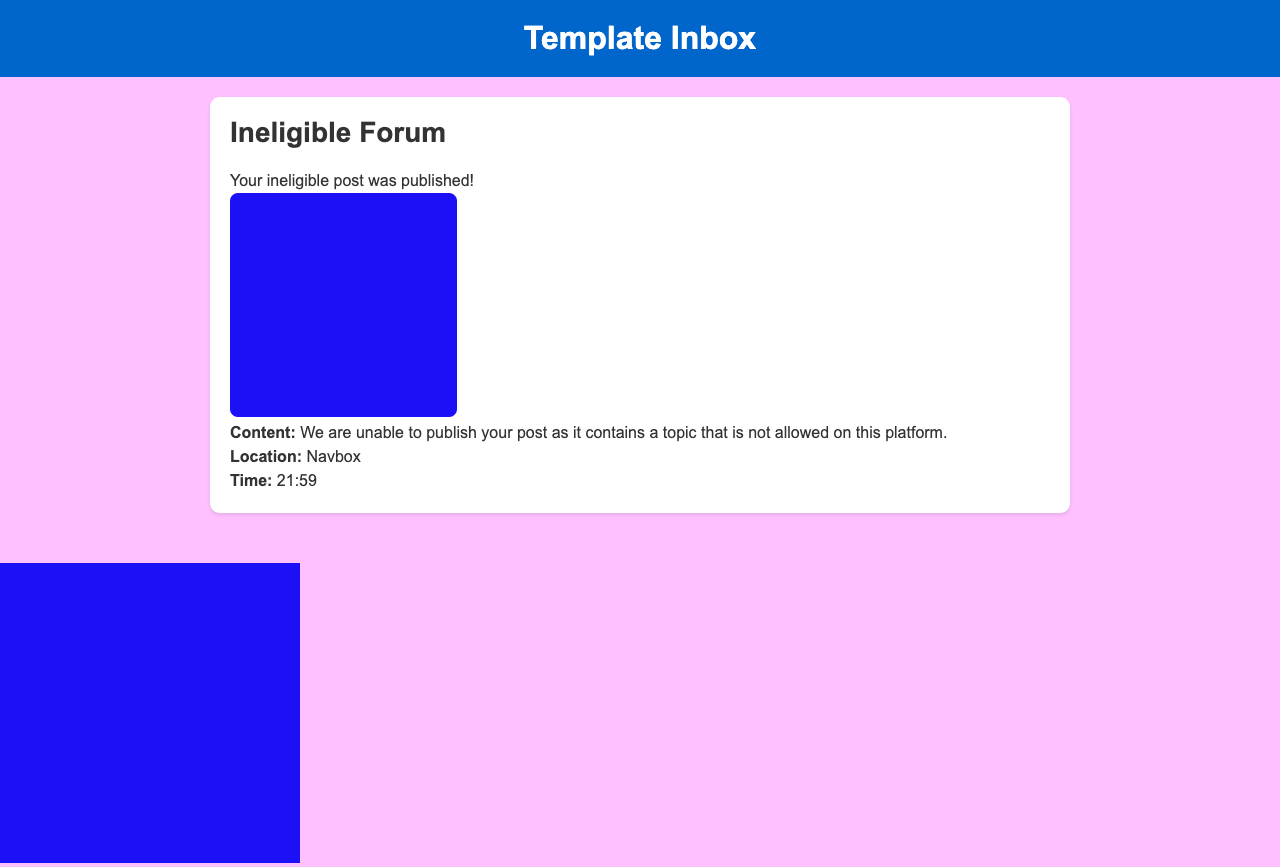 Template Inbox
Ineligible Forum
Your ineligible post was published!
Content: We are unable to publish your post as it contains a topic that is not allowed on this platform.
Location: Navbox
Time: 21:59